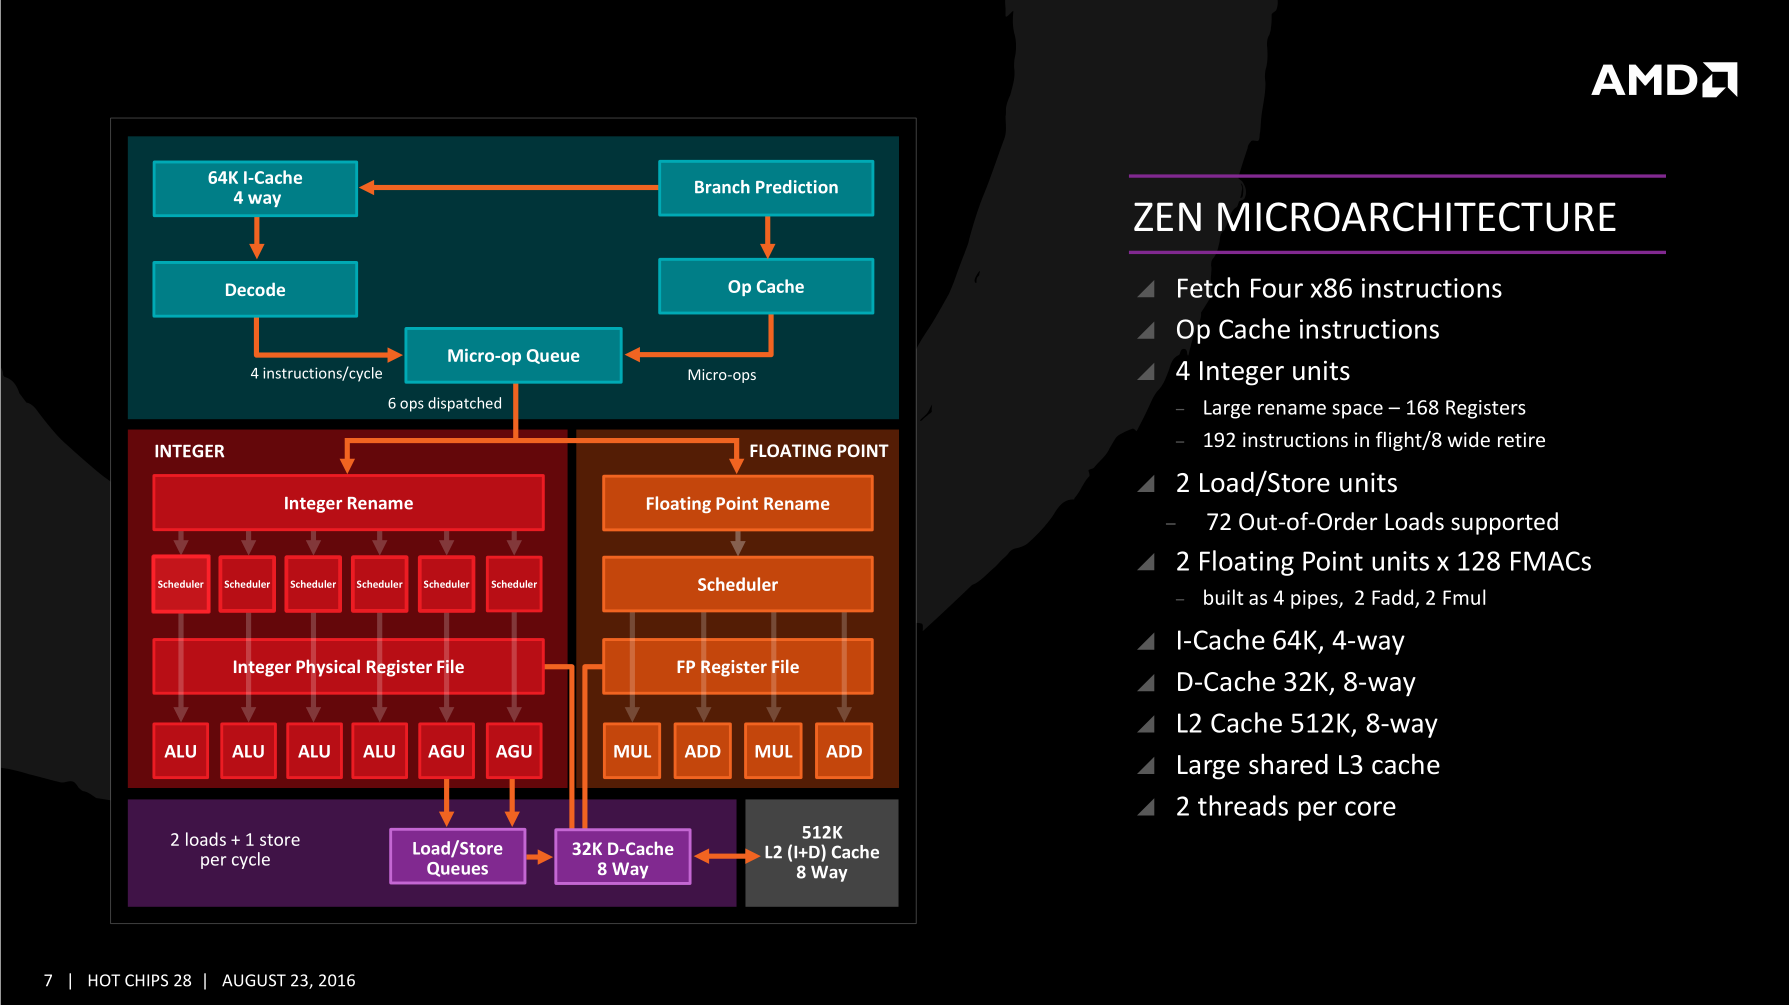 AMD
64K I-Cache
4 way
Branch Prediction
Decode
Op Cache
Micro-op Queue
4 instructions/cycle
Micro-ops
6 ops dispatched
INTEGER
FLOATING POINT
Integer Rename
Floating Point Rename
Scheduler Scheduler Scheduler Scheduler Scheduler Scheduler
Scheduler
Integer Physical Register File
FP Register File
ALU ALU ALU ALU AGU AGU
MUL ADD MUL ADD
2 loads + 1 store
per cycle
Load/Store
Queues
32K D-Cache
8 Way
512K
L2 (I+D) Cache
8 Way
ZEN MICROARCHITECTURE
Fetch Four x86 instructions
Op Cache instructions
4 Integer units
– Large rename space – 168 Registers
– 192 instructions in flight/8 wide retire
2 Load/Store units
– 72 Out-of-Order Loads supported
2 Floating Point units x 128 FMACs
– built as 4 pipes, 2 Fadd, 2 Fmul
I-Cache 64K, 4-way
D-Cache 32K, 8-way
L2 Cache 512K, 8-way
Large shared L3 cache
2 threads per core
7 | HOT CHIPS 28 | AUGUST 23, 2016